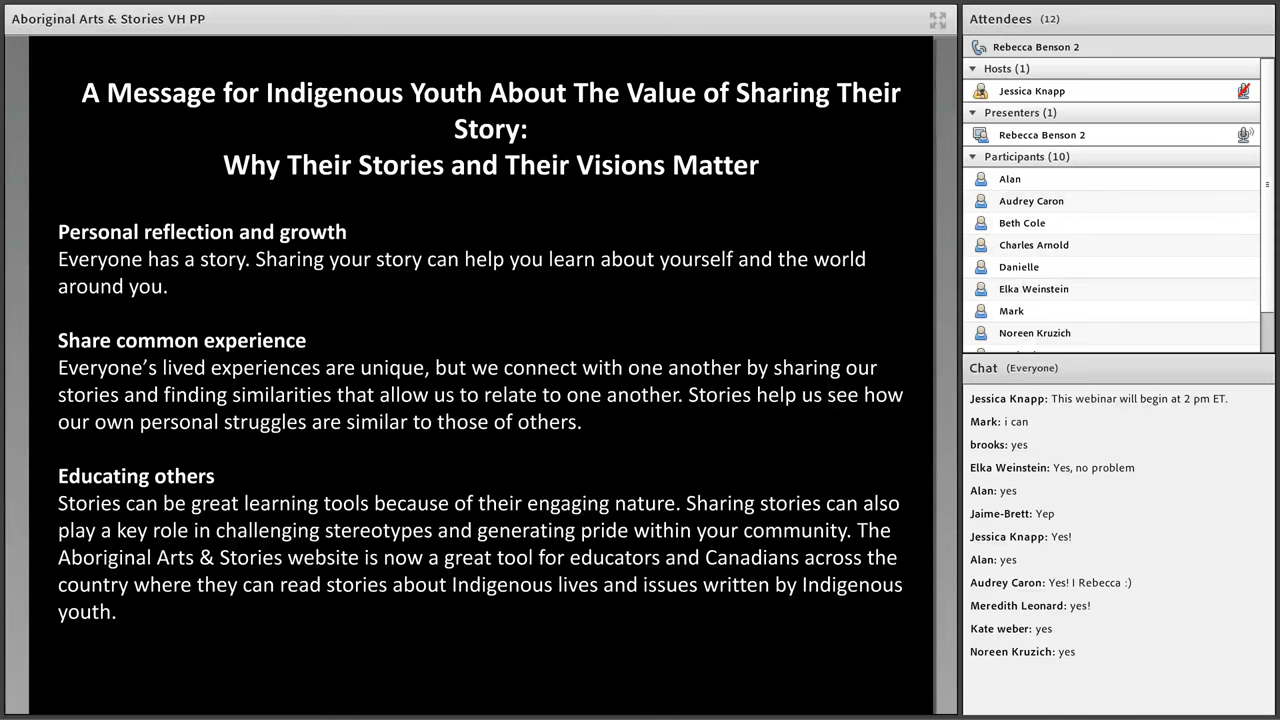 Aboriginal Arts & Stories VH PP
A Message for Indigenous Youth About The Value of Sharing Their
Story:
Why Their Stories and Their Visions Matter
Personal reflection and growth
Everyone has a story. Sharing your story can help you learn about yourself and the world
around you.
Share common experience
Everyone’s lived experiences are unique, but we connect with one another by sharing our
stories and finding similarities that allow us to relate to one another. Stories help us see how
our own personal struggles are similar to those of others.
Educating others
Stories can be great learning tools because of their engaging nature. Sharing stories can also
play a key role in challenging stereotypes and generating pride within your community. The
Aboriginal Arts & Stories website is now a great tool for educators and Canadians across the
country where they can read stories about Indigenous lives and issues written by Indigenous
youth.
Attendees (12)
Rebecca Benson 2
Hosts (1)
Jessica Knapp
Presenters (1)
Rebecca Benson 2
Participants (10)
Alan
Audrey Caron
Beth Cole
Charles Arnold
Danielle
Elka Weinstein
Mark
Noreen Kruzich
Chat (Everyone)
Jessica Knapp: This webinar will begin at 2 pm ET.
Mark: i can
brooks: yes
Elka Weinstein: Yes, no problem
Alan: yes
Jaime-Brett: Yep
Jessica Knapp: Yes!
Alan: yes
Audrey Caron: Yes! I Rebecca :)
Meredith Leonard: yes!
Kate weber: yes
Noreen Kruzich: yes